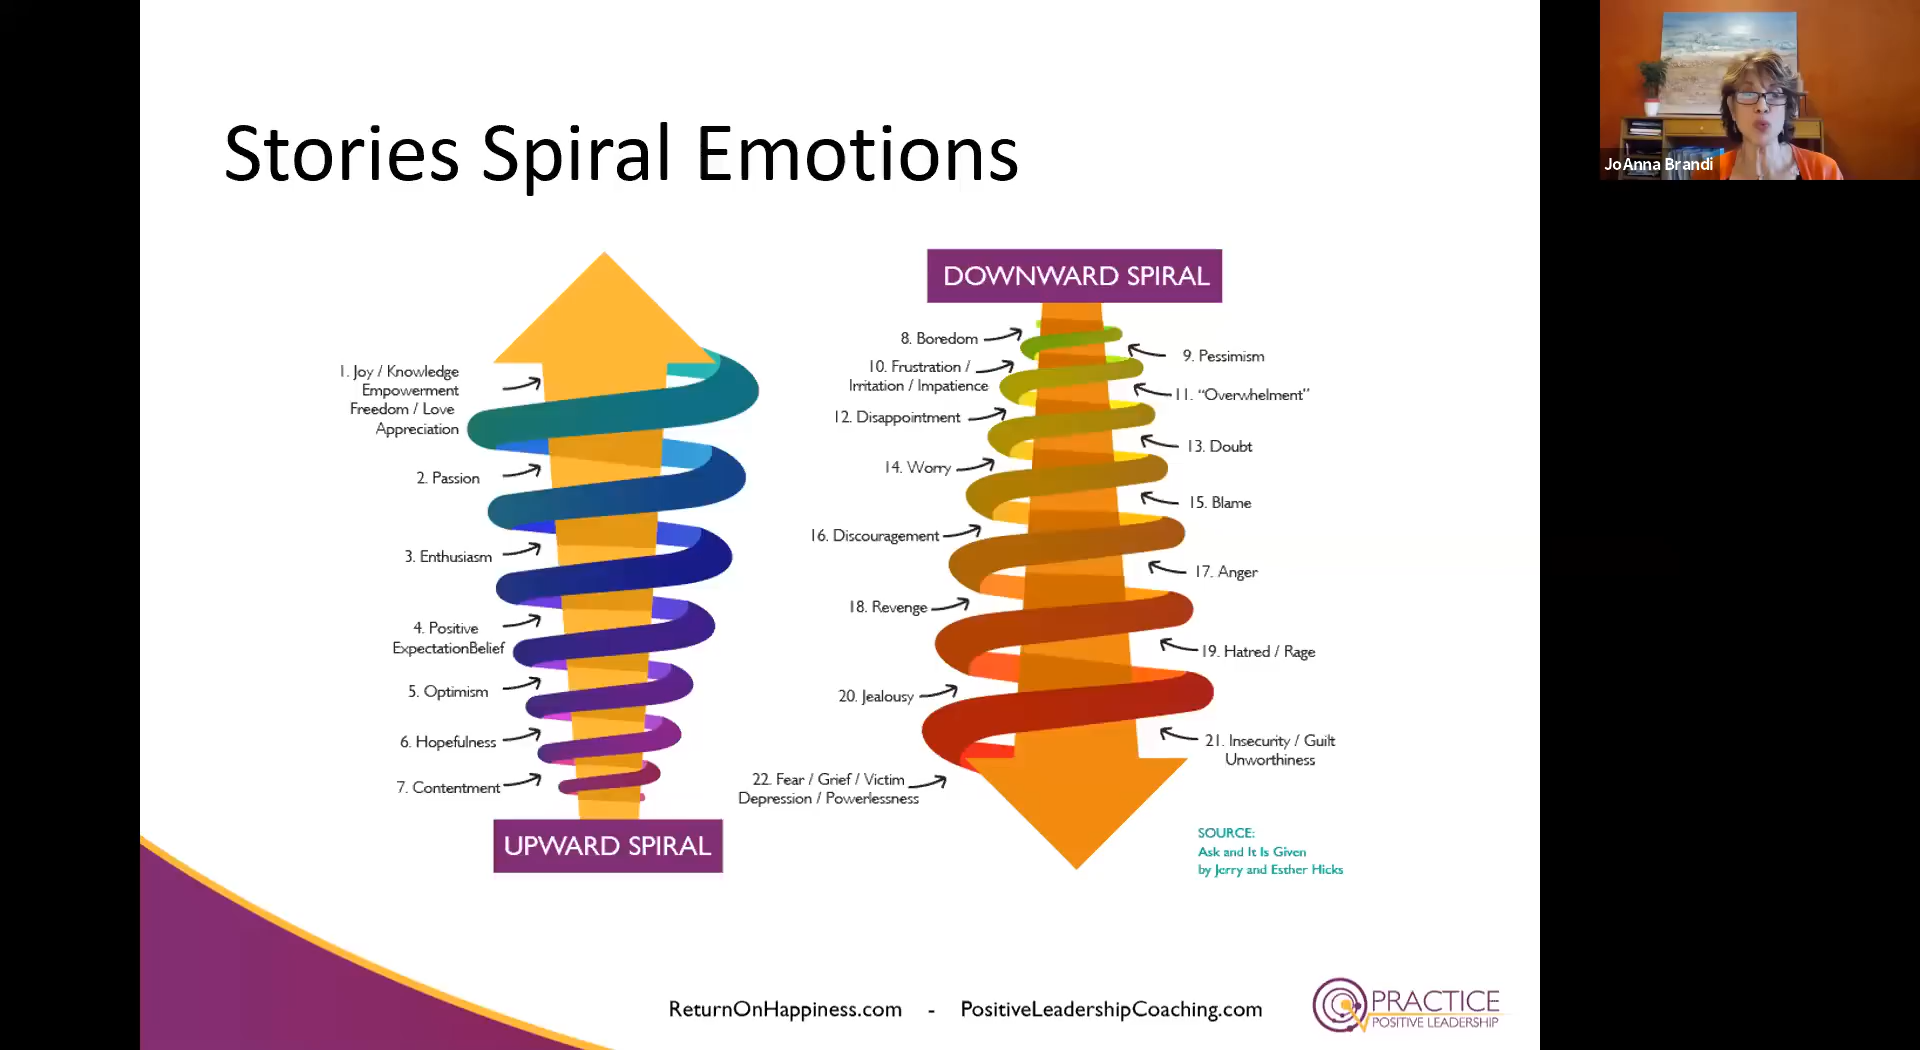 Stories Spiral Emotions
JoAnna Brandi
1. Joy / Knowledge
Empowerment
Freedom / Love
Appreciation
2. Passion
3. Enthusiasm
4. Positive
ExpectationBelief
5. Optimism
6. Hopefulness
7. Contentment
UPWARD SPIRAL
DOWNWARD SPIRAL
8. Boredom
9. Pessimism
10. Frustration /
Irritation / Impatience
11. “Overwhelment”
12. Disappointment
13. Doubt
14. Worry
15. Blame
16. Discouragement
17. Anger
18. Revenge
19. Hatred / Rage
20. Jealousy
21. Insecurity / Guilt
Unworthiness
22. Fear / Grief / Victim
Depression / Powerlessness
SOURCE:
Ask and It Is Given
by Jerry and Esther Hicks
ReturnOnHappiness.com - PositiveLeadershipCoaching.com
PRACTICE
POSITIVE LEADERSHIP